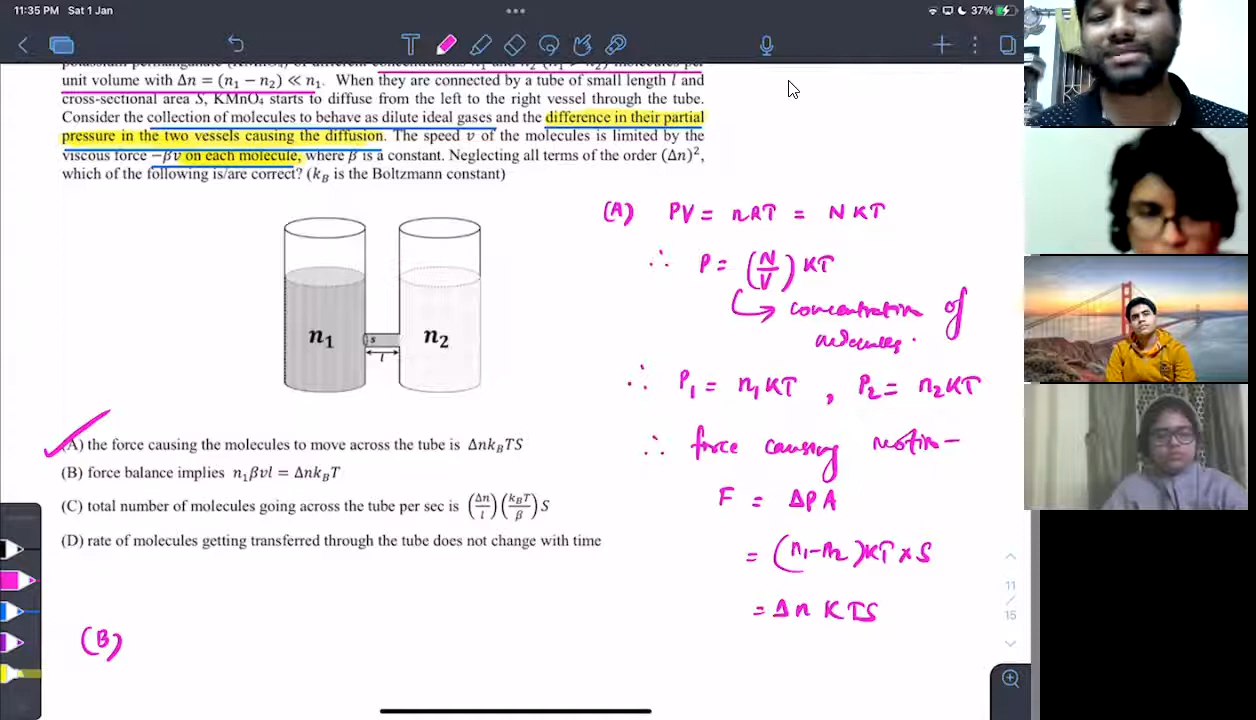 11:35 PM Sat 1 Jan
37%
unit volume with Δn = (n₁ − n₂) ≪ n₁. When they are connected by a tube of small length l and
cross-sectional area S, KMnO₄ starts to diffuse from the left to the right vessel through the tube.
Consider the collection of molecules to behave as dilute ideal gases and the difference in their partial
pressure in the two vessels causing the diffusion. The speed v of the molecules is limited by the
viscous force −βv on each molecule, where β is a constant. Neglecting all terms of the order (Δn)²,
which of the following is/are correct? (k_B is the Boltzmann constant)
n₁
s
l
n₂
(A) the force causing the molecules to move across the tube is Δnk_BTS
(B) force balance implies n₁βvl = Δnk_BT
(C) total number of molecules going across the tube per sec is (Δn/l)(k_BT/β)S
(D) rate of molecules getting transferred through the tube does not change with time
(A) PV = nRT = NKT
∴ P = (N/V) KT
↳ concentration of
molecules.
∴ P₁ = n₁KT , P₂ = n₂KT
∴ force causing motion –
F = ΔPA
= (n₁−n₂)KT × S
= Δn KTS
(B)
11
/
15